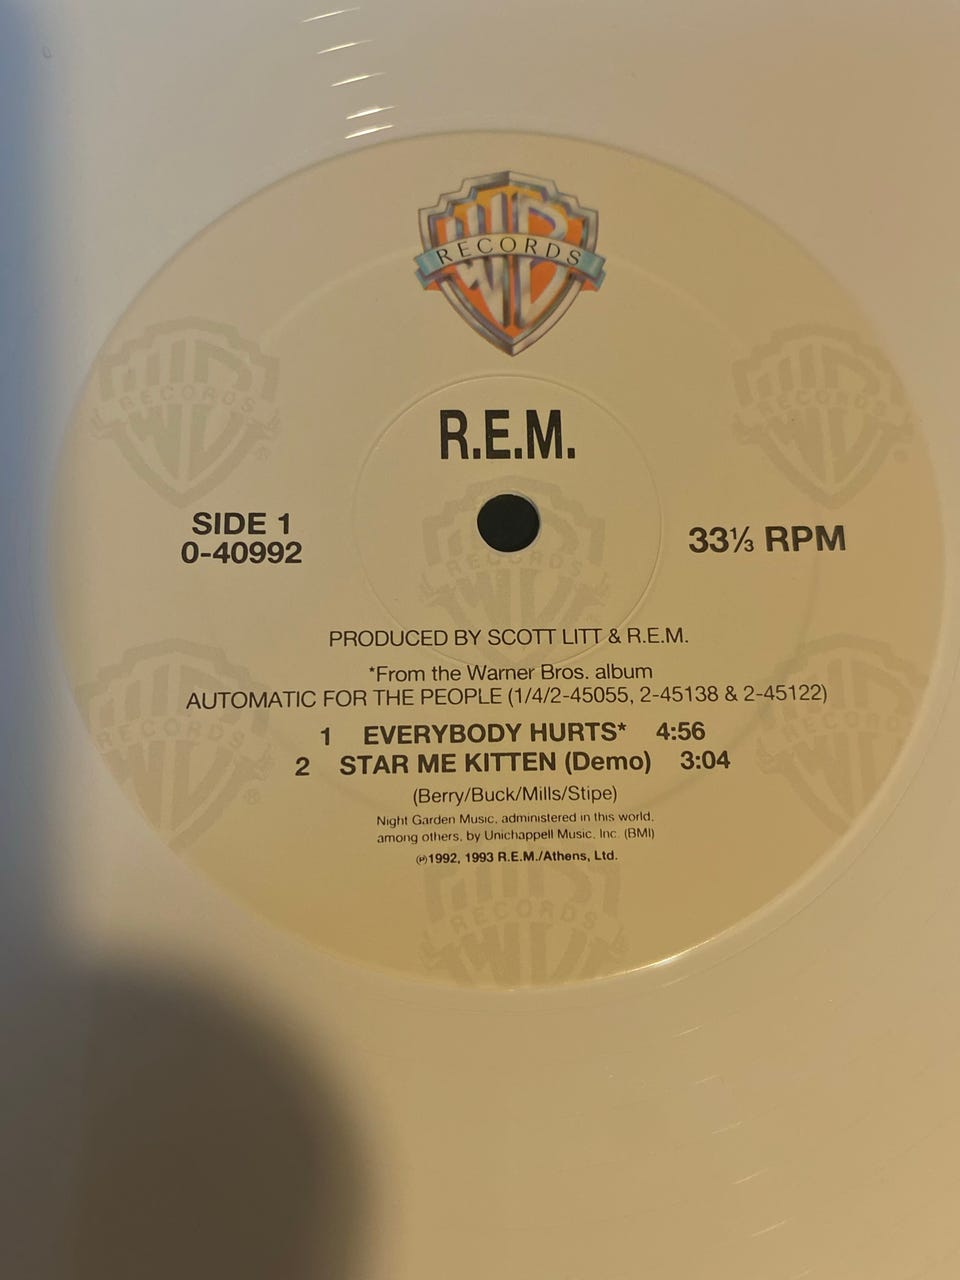 WB
RECORDS
R.E.M.
SIDE 1
0-40992
33⅓ RPM
PRODUCED BY SCOTT LITT & R.E.M.
*From the Warner Bros. album
AUTOMATIC FOR THE PEOPLE (1/4/2-45055, 2-45138 & 2-45122)
1 EVERYBODY HURTS* 4:56
2 STAR ME KITTEN (Demo) 3:04
(Berry/Buck/Mills/Stipe)
Night Garden Music, administered in this world,
among others, by Unichappell Music, Inc. (BMI)
℗1992, 1993 R.E.M./Athens, Ltd.